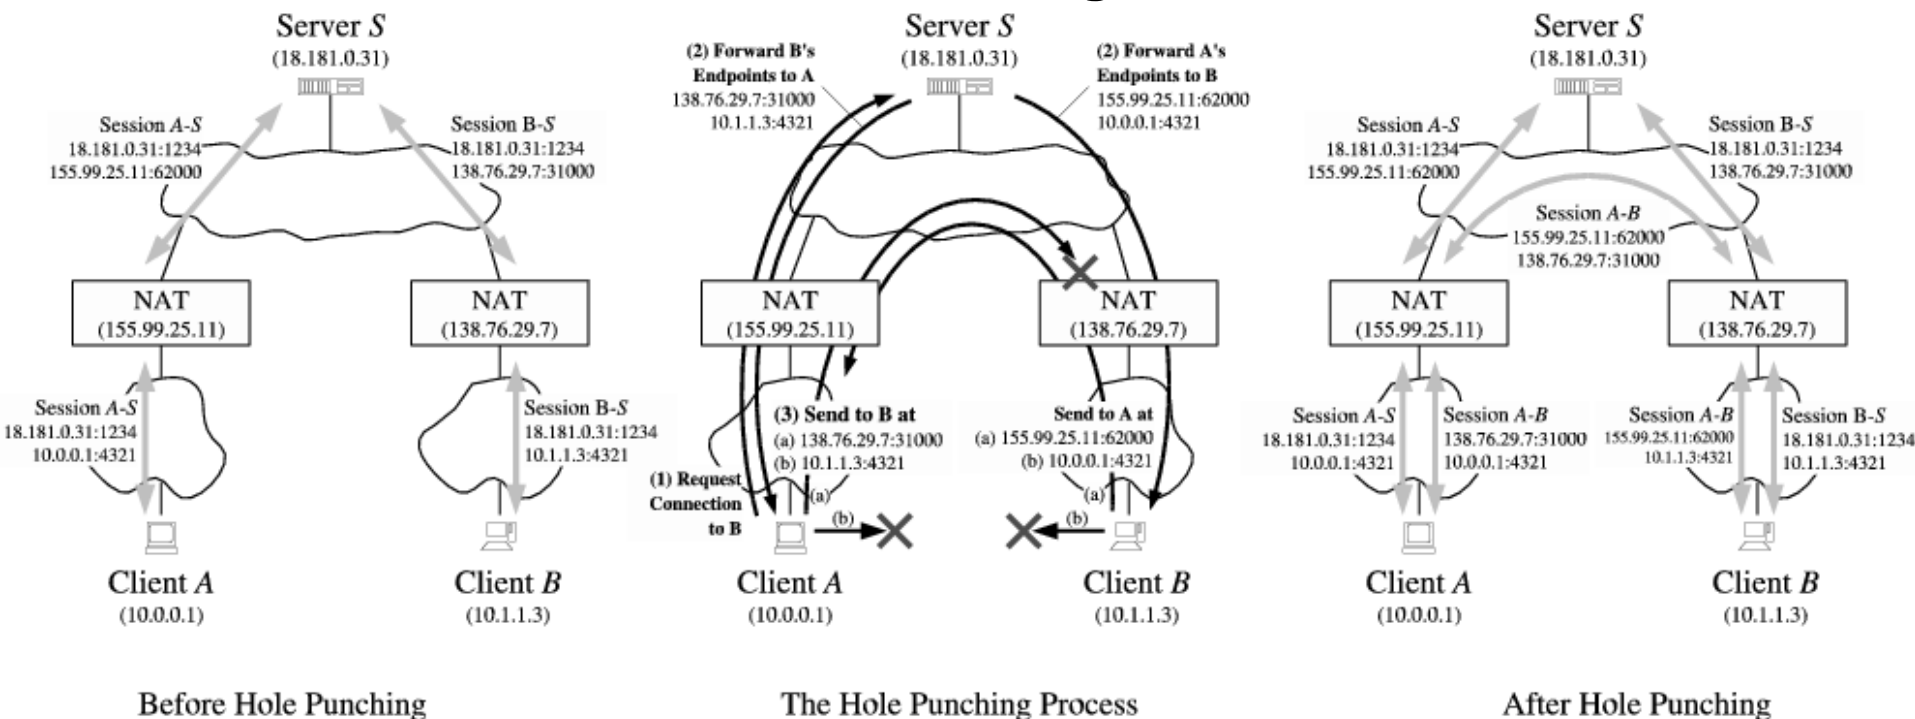 Server S
(18.181.0.31)
Session A-S
18.181.0.31:1234
155.99.25.11:62000
Session B-S
18.181.0.31:1234
138.76.29.7:31000
NAT
(155.99.25.11)
NAT
(138.76.29.7)
Session A-S
18.181.0.31:1234
10.0.0.1:4321
Session B-S
18.181.0.31:1234
10.1.1.3:4321
Client A
(10.0.0.1)
Client B
(10.1.1.3)
Before Hole Punching
Server S
(18.181.0.31)
(2) Forward B's
Endpoints to A
138.76.29.7:31000
10.1.1.3:4321
(2) Forward A's
Endpoints to B
155.99.25.11:62000
10.0.0.1:4321
NAT
(155.99.25.11)
NAT
(138.76.29.7)
(3) Send to B at
(a) 138.76.29.7:31000
(b) 10.1.1.3:4321
Send to A at
(a) 155.99.25.11:62000
(b) 10.0.0.1:4321
(1) Request
Connection
to B
(a)
(b)
(a)
(b)
Client A
(10.0.0.1)
Client B
(10.1.1.3)
The Hole Punching Process
Server S
(18.181.0.31)
Session A-S
18.181.0.31:1234
155.99.25.11:62000
Session B-S
18.181.0.31:1234
138.76.29.7:31000
Session A-B
155.99.25.11:62000
138.76.29.7:31000
NAT
(155.99.25.11)
NAT
(138.76.29.7)
Session A-S
18.181.0.31:1234
10.0.0.1:4321
Session A-B
138.76.29.7:31000
10.0.0.1:4321
Session A-B
155.99.25.11:62000
10.1.1.3:4321
Session B-S
18.181.0.31:1234
10.1.1.3:4321
Client A
(10.0.0.1)
Client B
(10.1.1.3)
After Hole Punching